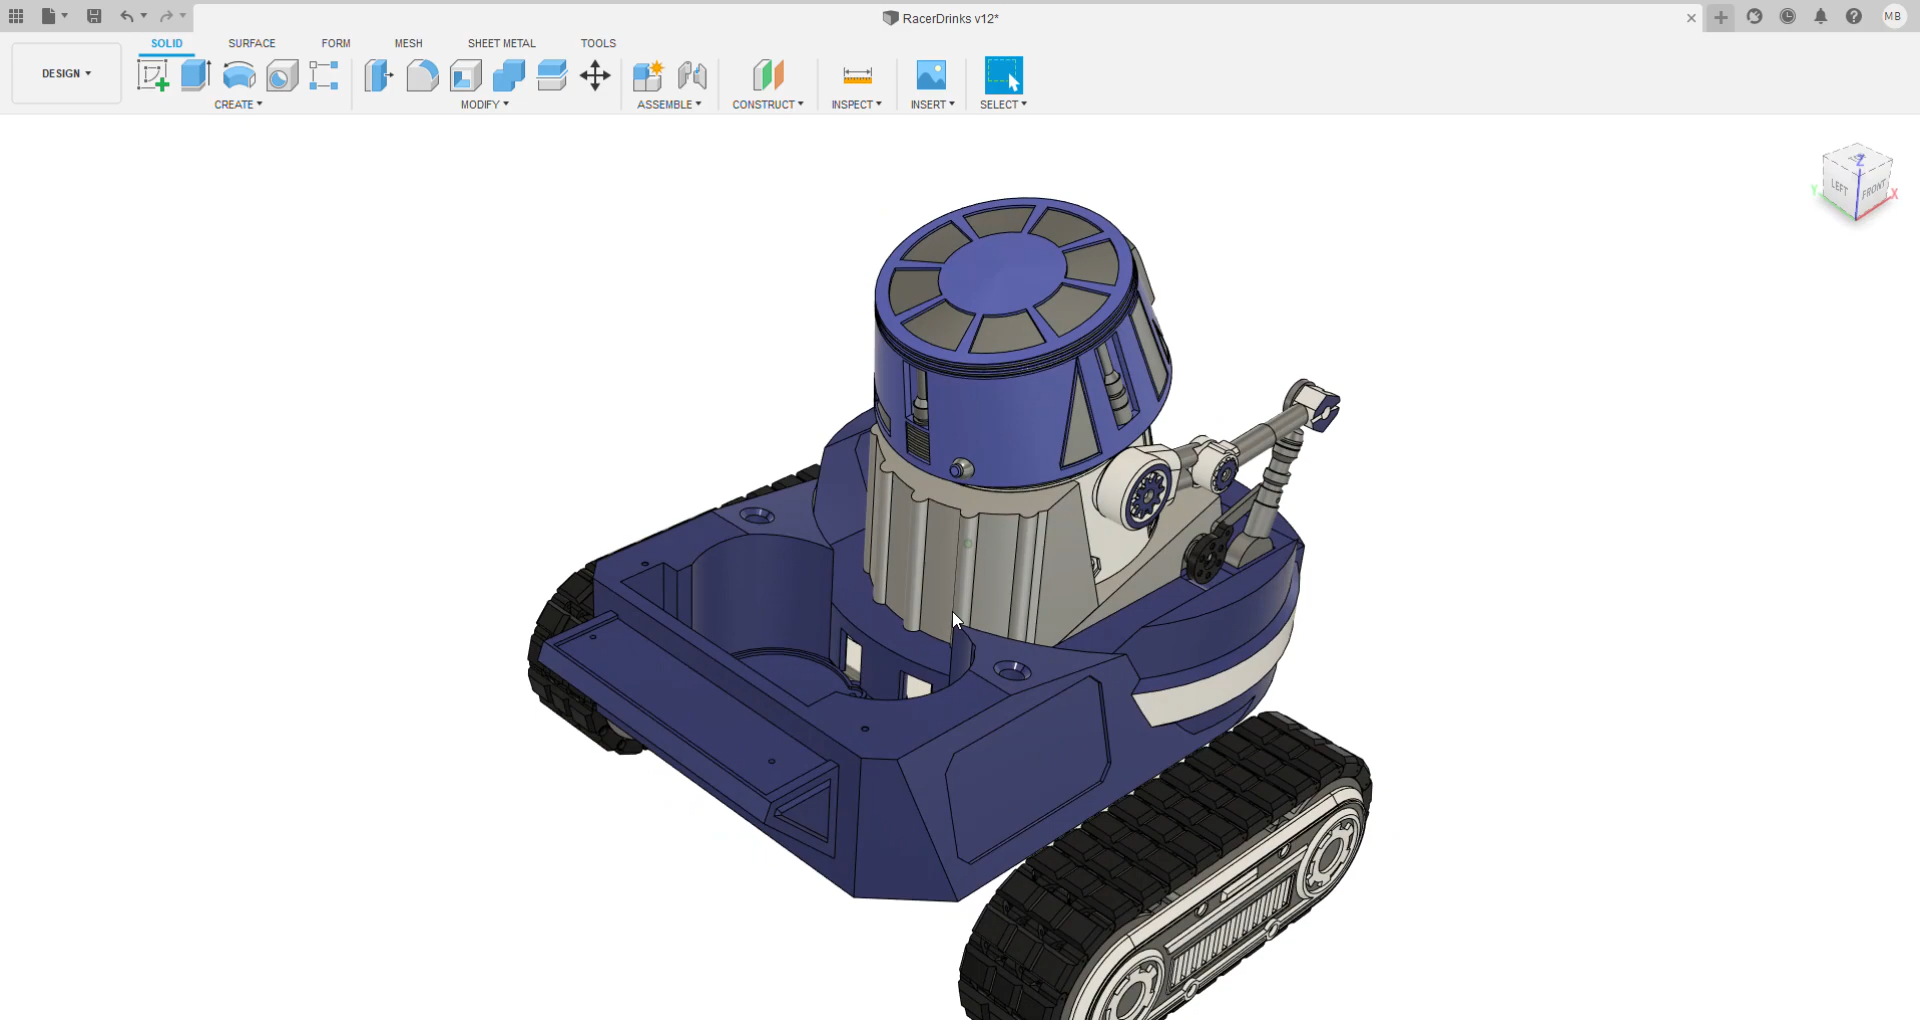 RacerDrinks v12*
MB
SOLID SURFACE FORM MESH SHEET METAL TOOLS
DESIGN
CREATE MODIFY ASSEMBLE CONSTRUCT INSPECT INSERT SELECT
Z
LEFT FRONT
Y X